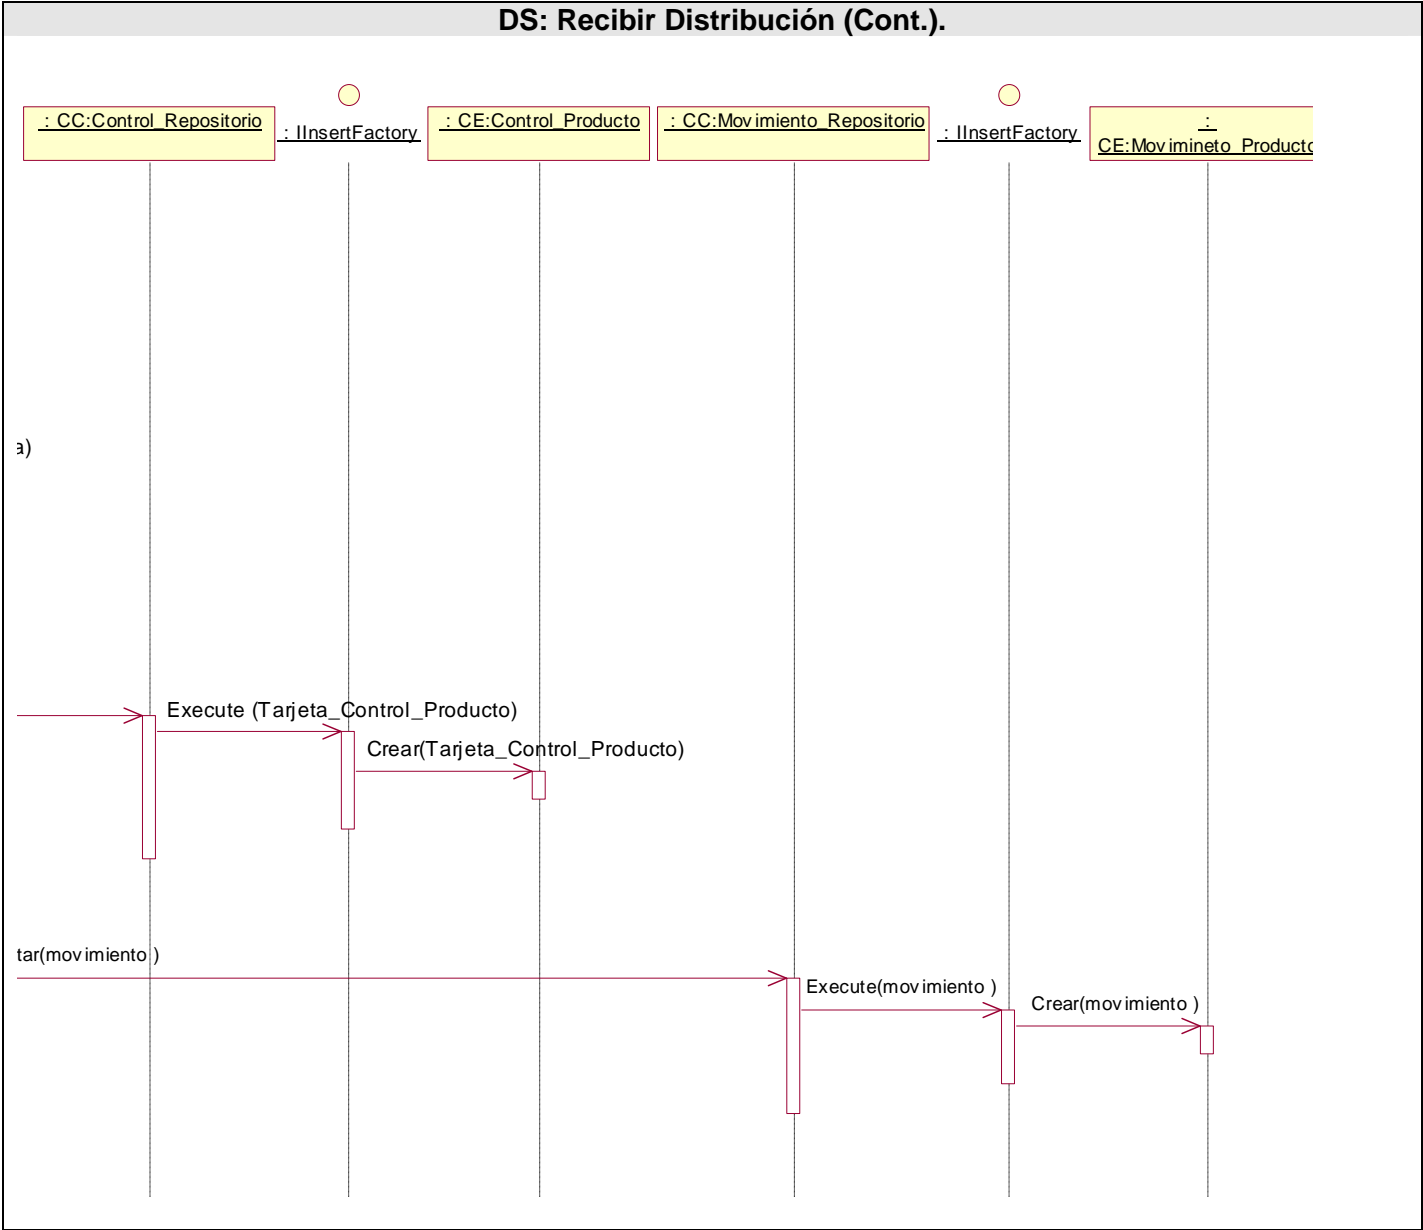 DS: Recibir Distribución (Cont.).
: CC:Control_Repositorio
: IInsertFactory
: CE:Control_Producto
: CC:Movimiento_Repositorio
: IInsertFactory
:
CE:Movimineto_Producto
a)
Execute (Tarjeta_Control_Producto)
Crear(Tarjeta_Control_Producto)
tar(movimiento )
Execute(movimiento )
Crear(movimiento )